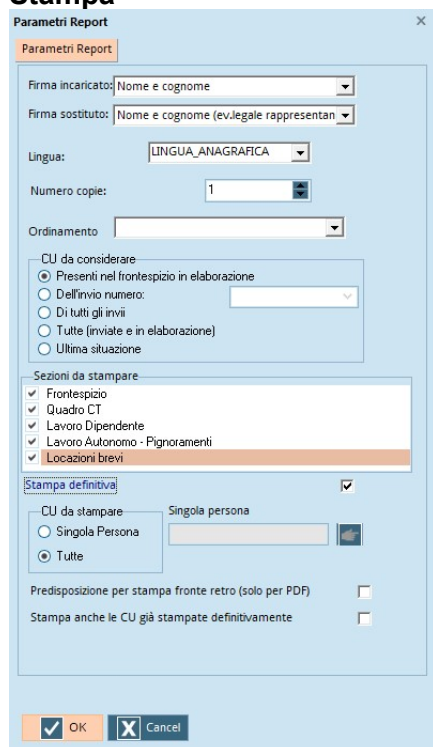 Stampa
Parametri Report
Parametri Report
Firma incaricato: Nome e cognome
Firma sostituto: Nome e cognome (ev.legale rappresentan
Lingua: LINGUA_ANAGRAFICA
Numero copie: 1
Ordinamento
CU da considerare
Presenti nel frontespizio in elaborazione
Dell'invio numero:
Di tutti gli invii
Tutte (inviate e in elaborazione)
Ultima situazione
Sezioni da stampare
Frontespizio
Quadro CT
Lavoro Dipendente
Lavoro Autonomo - Pignoramenti
Locazioni brevi
Stampa definitiva
CU da stampare
Singola persona
Singola Persona
Tutte
Predisposizione per stampa fronte retro (solo per PDF)
Stampa anche le CU già stampate definitivamente
OK
Cancel